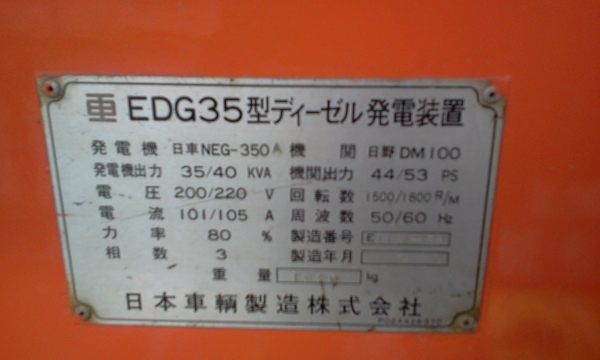 EDG35型ディーゼル発電装置
発電機 日車NEG-350A 機関 日野DM100
発電機出力 35/40 KVA 機関出力 44/53 PS
電圧 200/220 V 回転数 1500/1800 R/M
電流 101/105 A 周波数 50/60 Hz
力率 80 % 製造番号 E
相数 3 製造年月
重量 kg
日本車輌製造株式会社